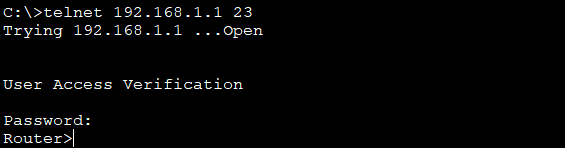 C:\>telnet 192.168.1.1 23
Trying 192.168.1.1 ...Open
User Access Verification
Password:
Router>